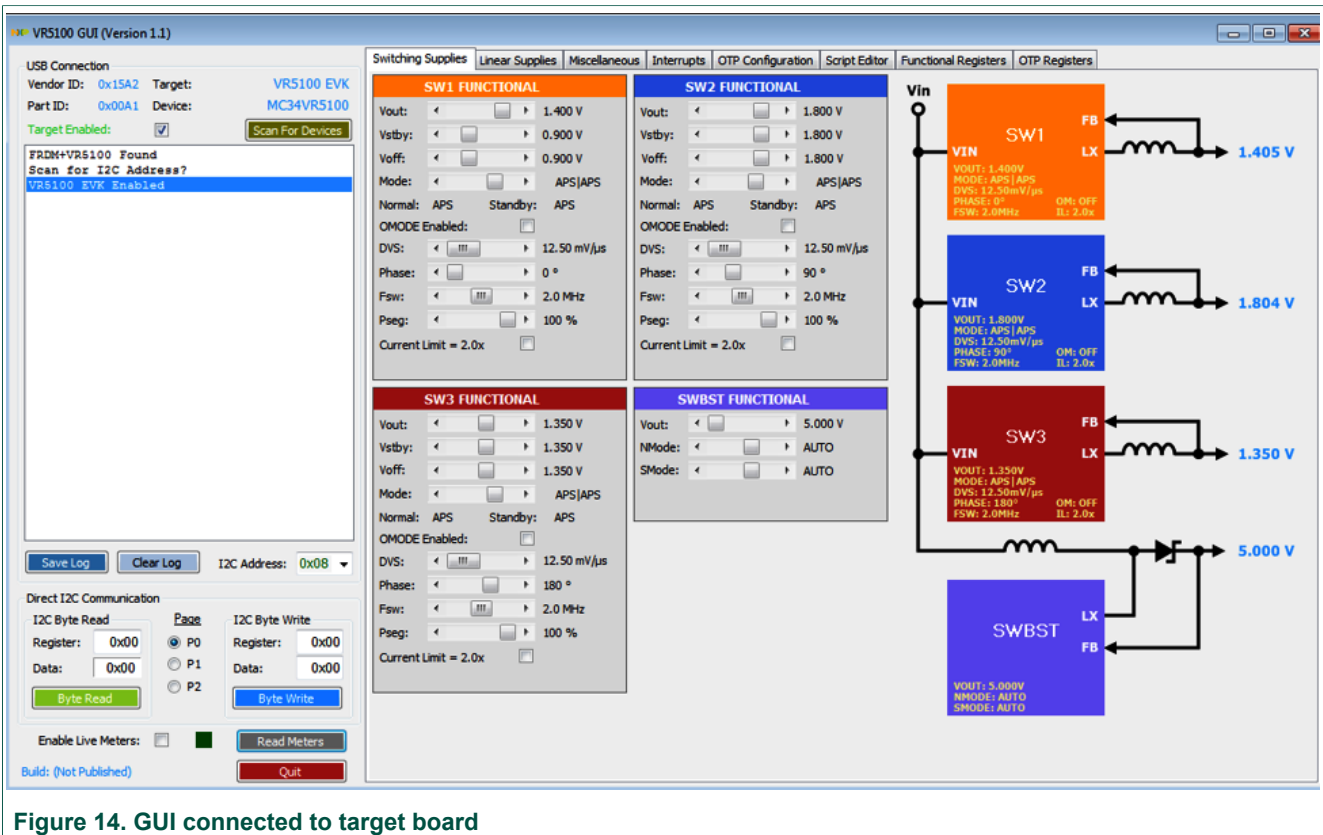 VR5100 GUI (Version 1.1)
USB Connection
Vendor ID: 0x15A2 Target: VR5100 EVK
Part ID: 0x00A1 Device: MC34VR5100
Target Enabled: Scan For Devices
FRDM+VR5100 Found
Scan for I2C Address?
VR5100 EVK Enabled
Save Log Clear Log I2C Address: 0x08
Direct I2C Communication
I2C Byte Read Page I2C Byte Write
Register: 0x00 P0 Register: 0x00
Data: 0x00 P1 Data: 0x00
P2
Byte Read Byte Write
Enable Live Meters: Read Meters
Build: (Not Published) Quit
Switching Supplies Linear Supplies Miscellaneous Interrupts OTP Configuration Script Editor Functional Registers OTP Registers
SW1 FUNCTIONAL
Vout: 1.400 V
Vstby: 0.900 V
Voff: 0.900 V
Mode: APS|APS
Normal: APS Standby: APS
OMODE Enabled:
DVS: 12.50 mV/µs
Phase: 0 °
Fsw: 2.0 MHz
Pseg: 100 %
Current Limit = 2.0x
SW2 FUNCTIONAL
Vout: 1.800 V
Vstby: 1.800 V
Voff: 1.800 V
Mode: APS|APS
Normal: APS Standby: APS
OMODE Enabled:
DVS: 12.50 mV/µs
Phase: 90 °
Fsw: 2.0 MHz
Pseg: 100 %
Current Limit = 2.0x
SW3 FUNCTIONAL
Vout: 1.350 V
Vstby: 1.350 V
Voff: 1.350 V
Mode: APS|APS
Normal: APS Standby: APS
OMODE Enabled:
DVS: 12.50 mV/µs
Phase: 180 °
Fsw: 2.0 MHz
Pseg: 100 %
Current Limit = 2.0x
SWBST FUNCTIONAL
Vout: 5.000 V
NMode: AUTO
SMode: AUTO
Vin
FB
SW1
VIN LX 1.405 V
VOUT: 1.400V
MODE: APS|APS
DVS: 12.50mV/µs
PHASE: 0° OM: OFF
FSW: 2.0MHz IL: 2.0x
FB
SW2
VIN LX 1.804 V
VOUT: 1.800V
MODE: APS|APS
DVS: 12.50mV/µs
PHASE: 90° OM: OFF
FSW: 2.0MHz IL: 2.0x
FB
SW3
VIN LX 1.350 V
VOUT: 1.350V
MODE: APS|APS
DVS: 12.50mV/µs
PHASE: 180° OM: OFF
FSW: 2.0MHz IL: 2.0x
5.000 V
LX
SWBST
FB
VOUT: 5.000V
NMODE: AUTO
SMODE: AUTO
Figure 14. GUI connected to target board